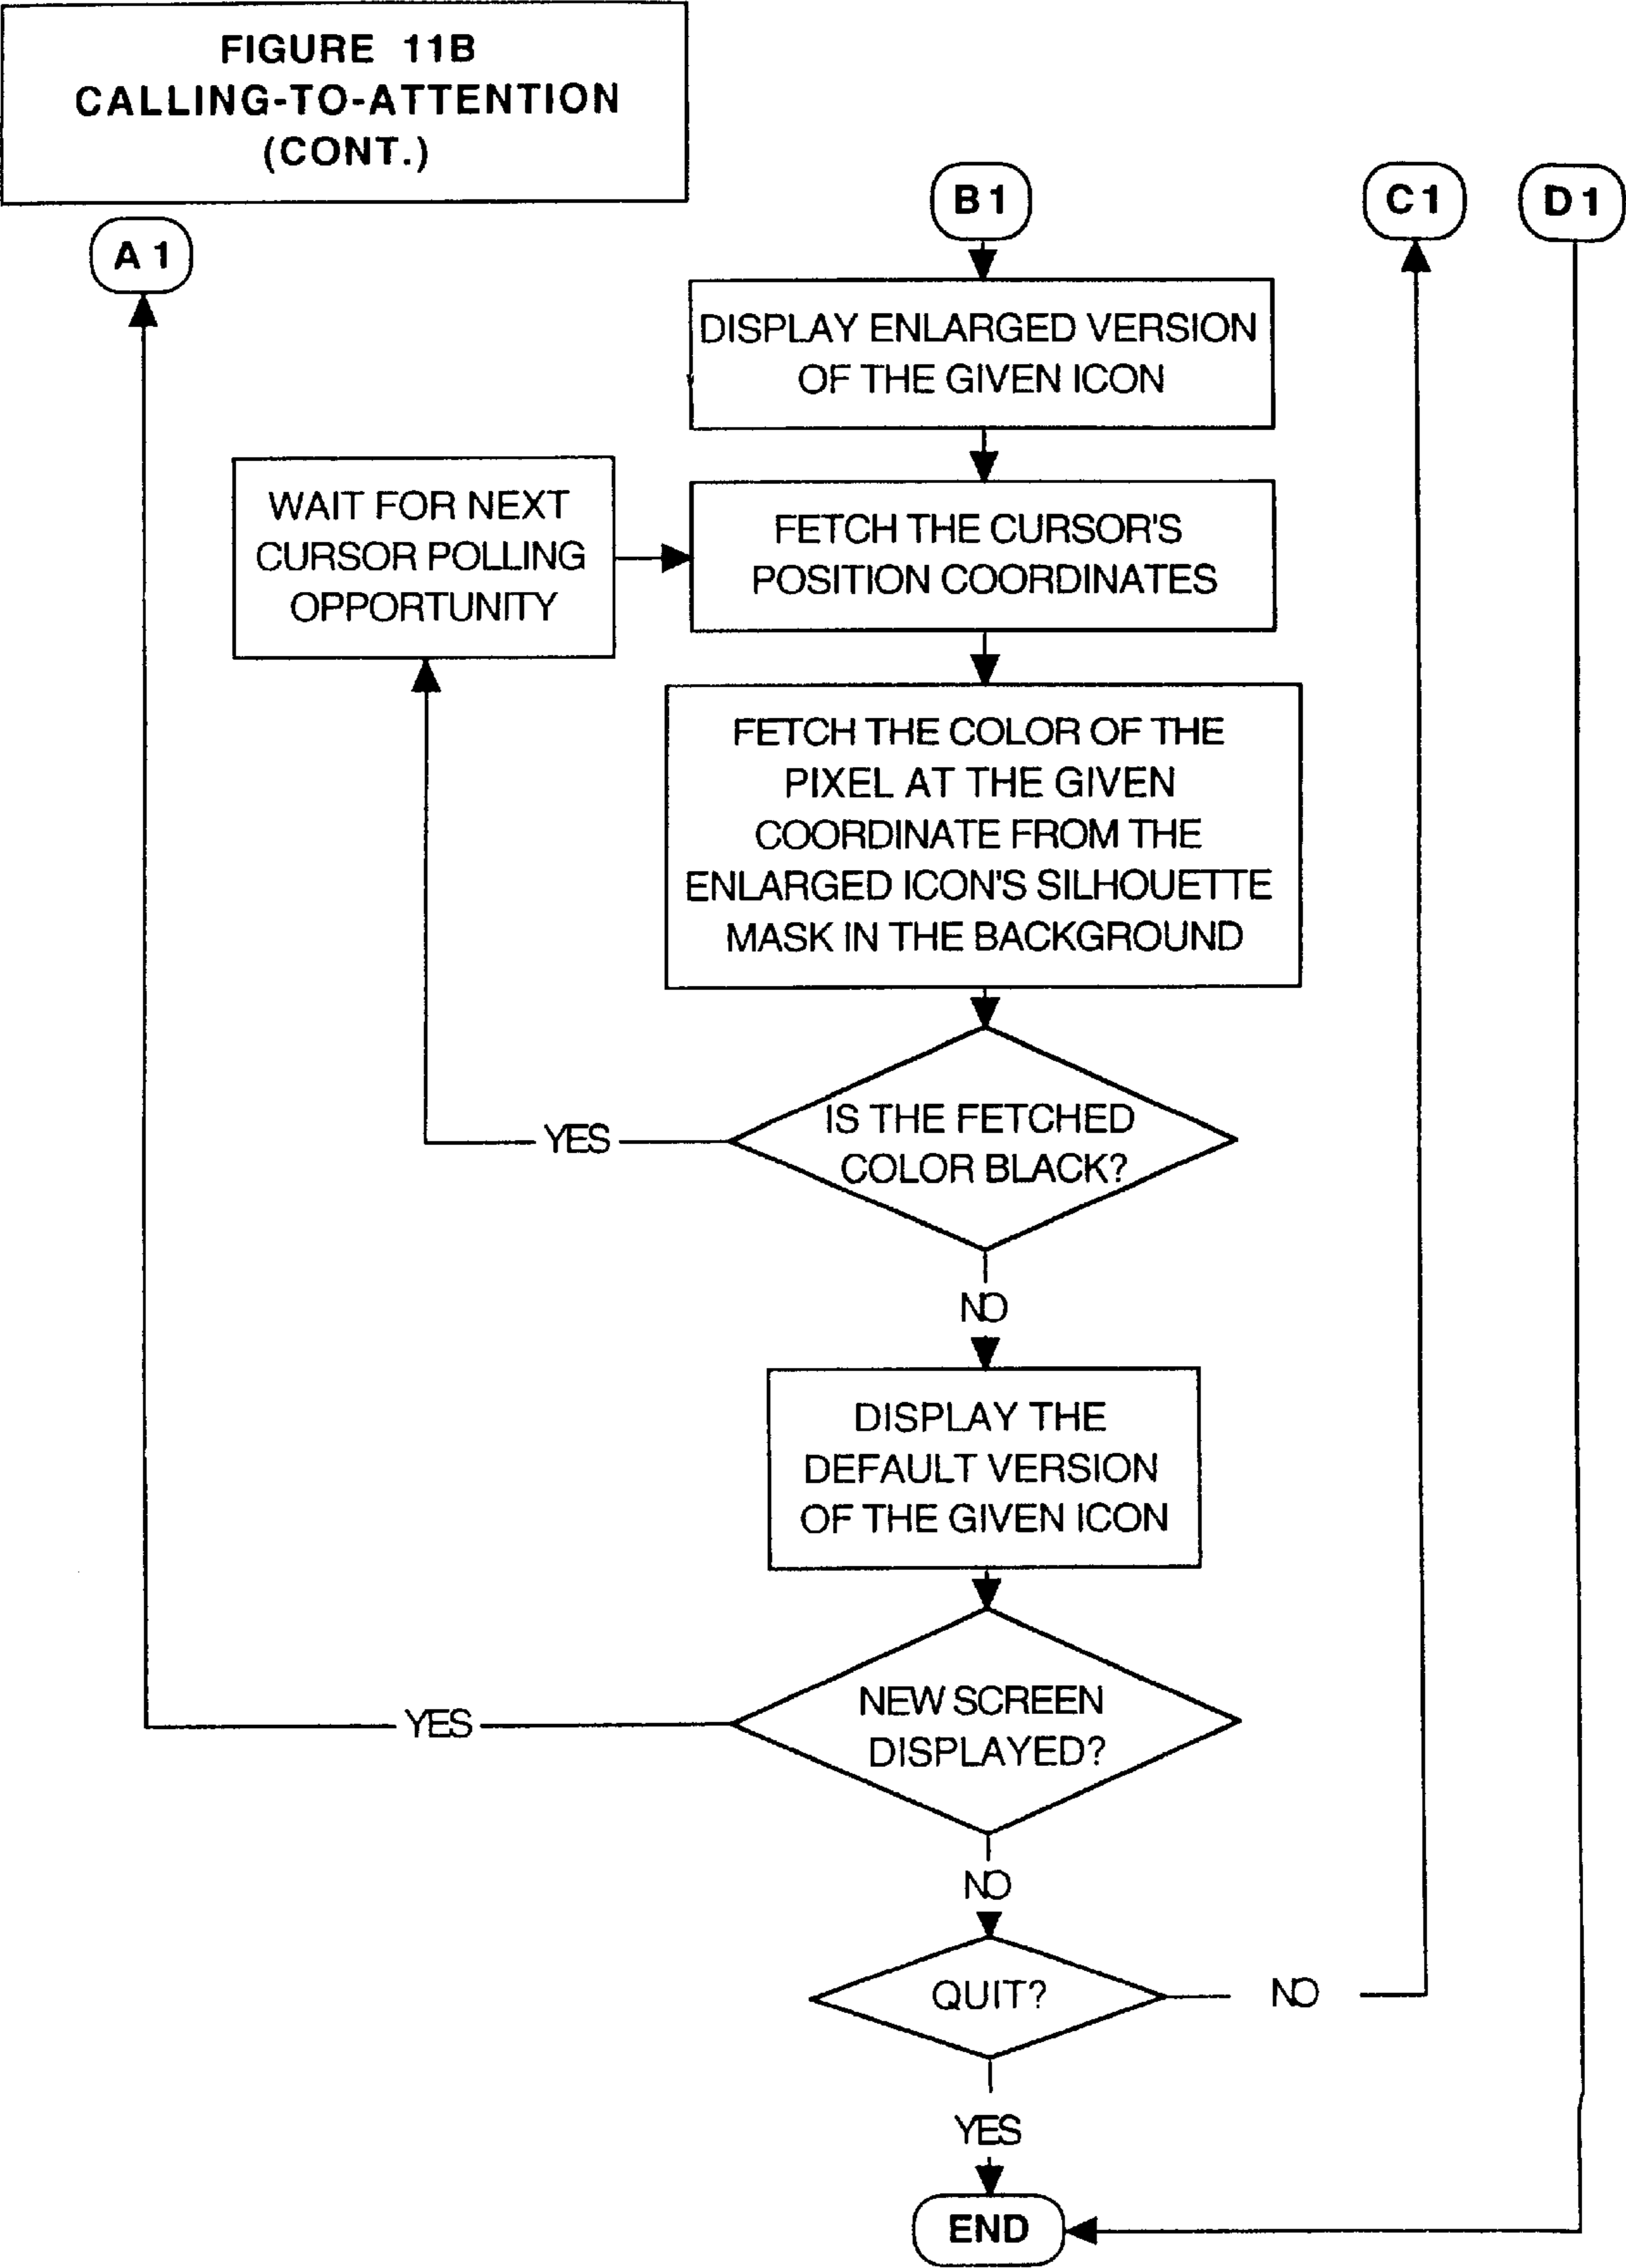 FIGURE 11B
CALLING-TO-ATTENTION
(CONT.)
B1
C1
D1
A1
DISPLAY ENLARGED VERSION
OF THE GIVEN ICON
WAIT FOR NEXT
CURSOR POLLING
OPPORTUNITY
FETCH THE CURSOR'S
POSITION COORDINATES
FETCH THE COLOR OF THE
PIXEL AT THE GIVEN
COORDINATE FROM THE
ENLARGED ICON'S SILHOUETTE
MASK IN THE BACKGROUND
IS THE FETCHED
COLOR BLACK?
YES
NO
DISPLAY THE
DEFAULT VERSION
OF THE GIVEN ICON
NEW SCREEN
DISPLAYED?
YES
NO
QUIT?
NO
YES
END